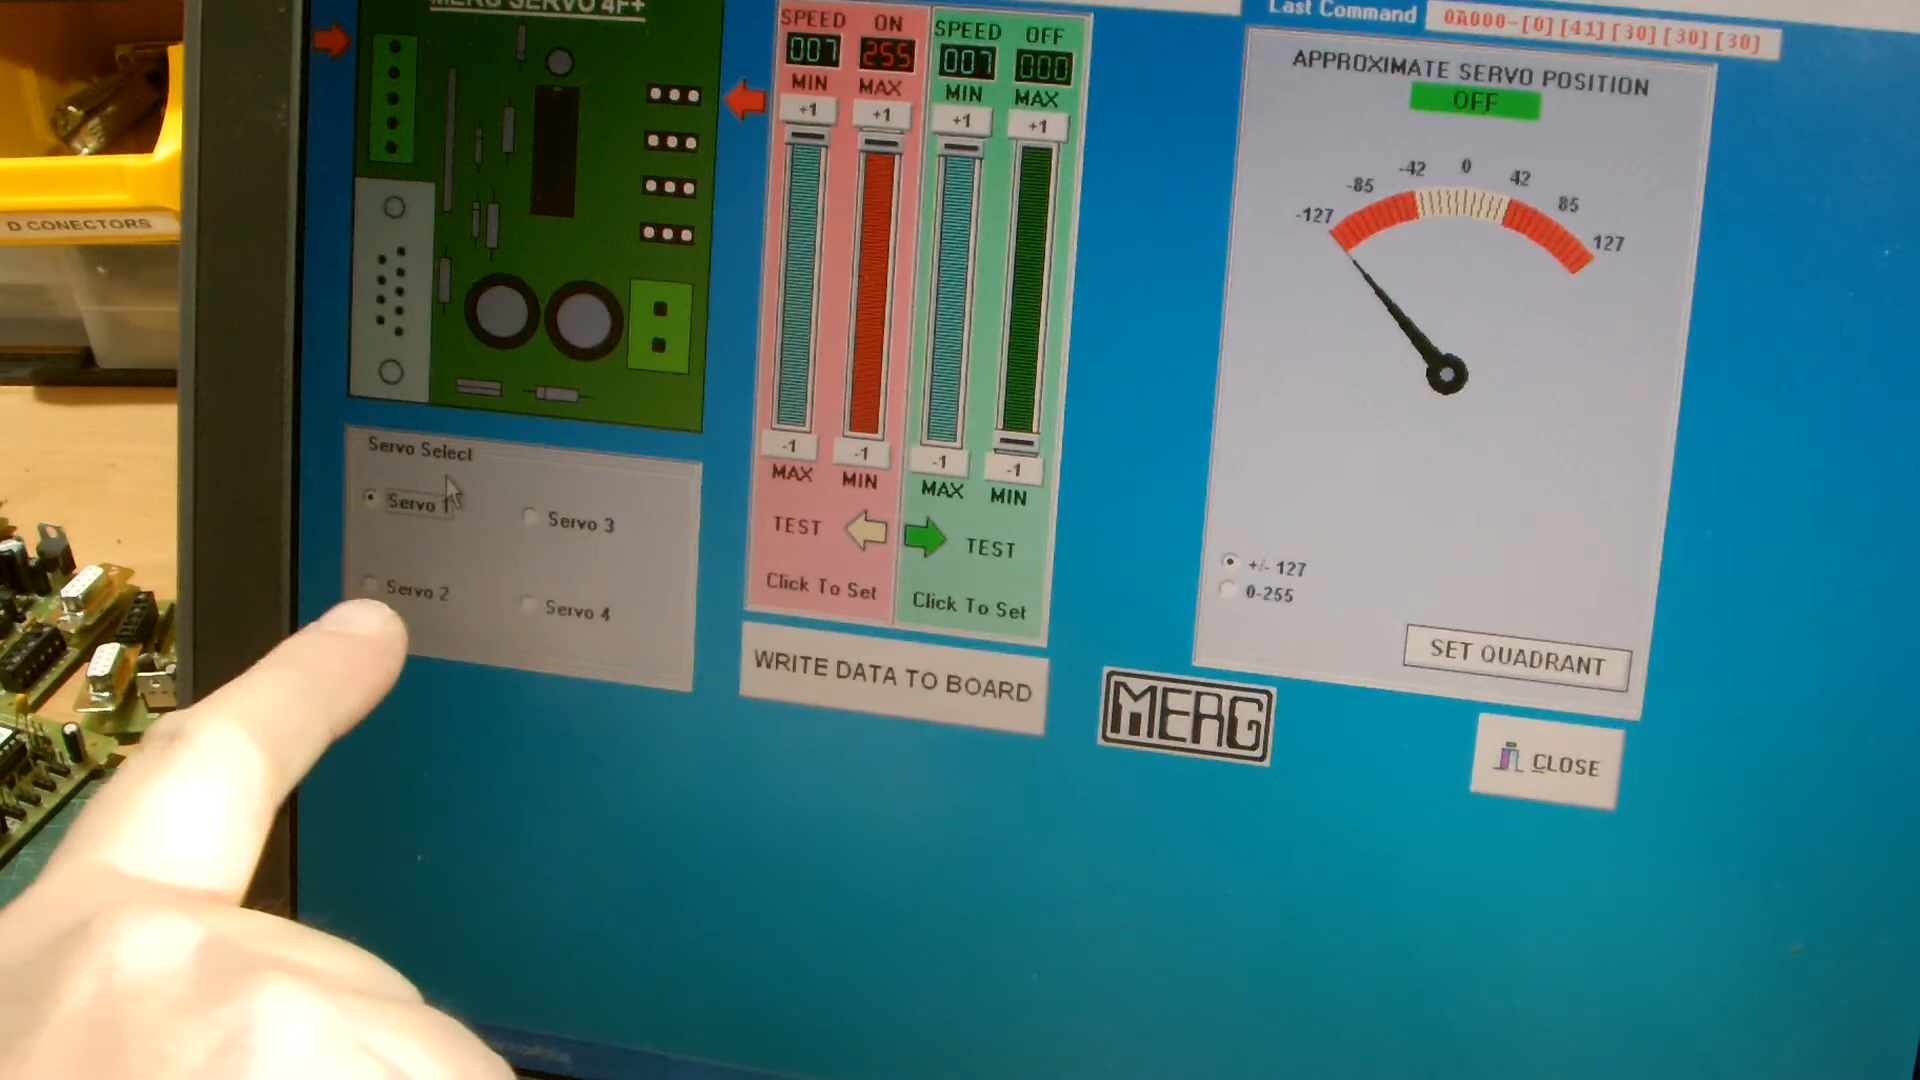 MERG SERVO 4F+
D CONECTORS
Servo Select
Servo 1
Servo 3
Servo 2
Servo 4
SPEED ON
007 255
MIN MAX
+1 +1
-1 -1
MAX MIN
TEST
Click To Set
SPEED OFF
007 000
MIN MAX
+1 +1
-1 -1
MAX MIN
TEST
Click To Set
WRITE DATA TO BOARD
MERG
Last Command 0A000-[0][41][30][30][30]
APPROXIMATE SERVO POSITION
OFF
-127 -85 -42 0 42 85 127
+/- 127
0-255
SET QUADRANT
CLOSE